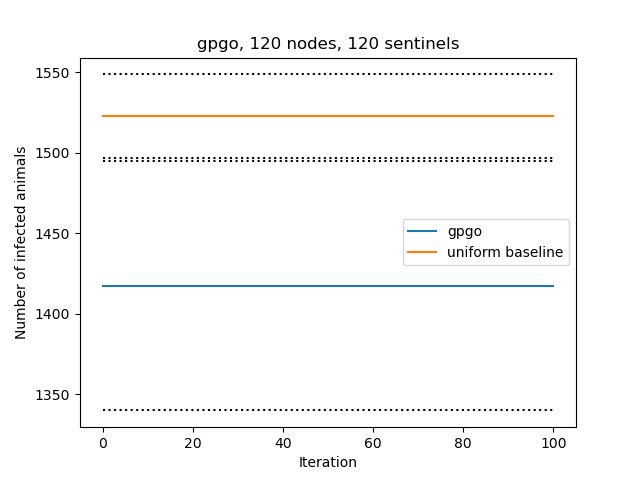 gpgo, 120 nodes, 120 sentinels
1550
1500
1450
1400
1350
Number of infected animals
gpgo
uniform baseline
0 20 40 60 80 100
Iteration